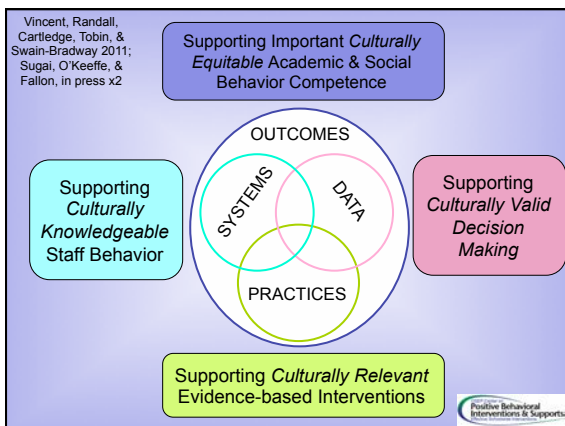 Vincent, Randall,
Cartledge, Tobin, &
Swain-Bradway 2011;
Sugai, O'Keeffe, &
Fallon, in press x2
Supporting Important Culturally
Equitable Academic & Social
Behavior Competence
OUTCOMES
SYSTEMS
DATA
PRACTICES
Supporting
Culturally
Knowledgeable
Staff Behavior
Supporting
Culturally Valid
Decision
Making
Supporting Culturally Relevant
Evidence-based Interventions
Positive Behavioral
Interventions & Supports